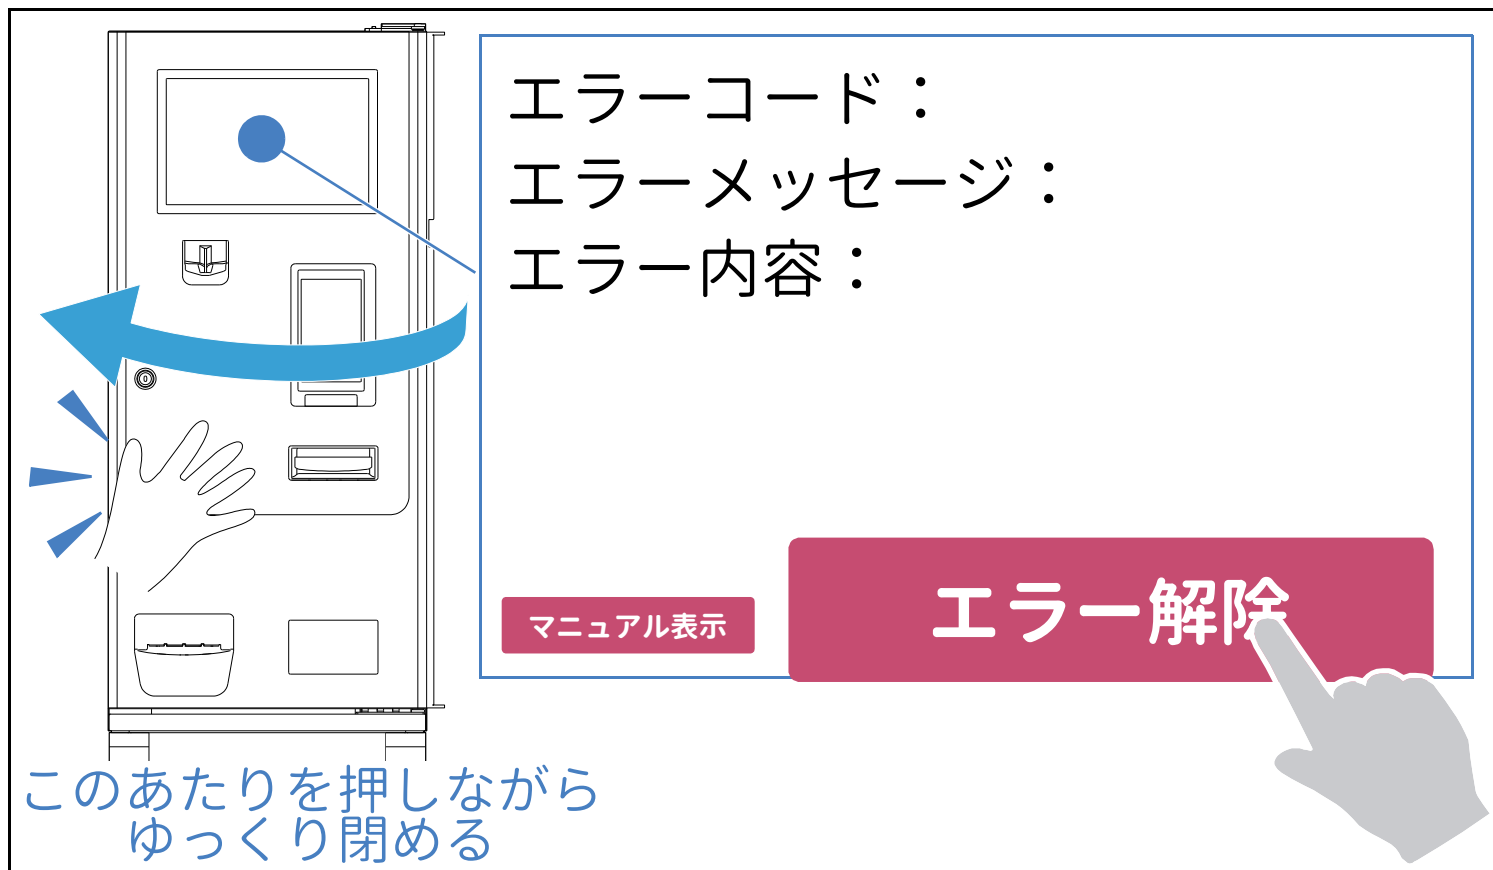 エラーコード：
エラーメッセージ：
エラー内容：
マニュアル表示
エラー解除
このあたりを押しながら
ゆっくり閉める